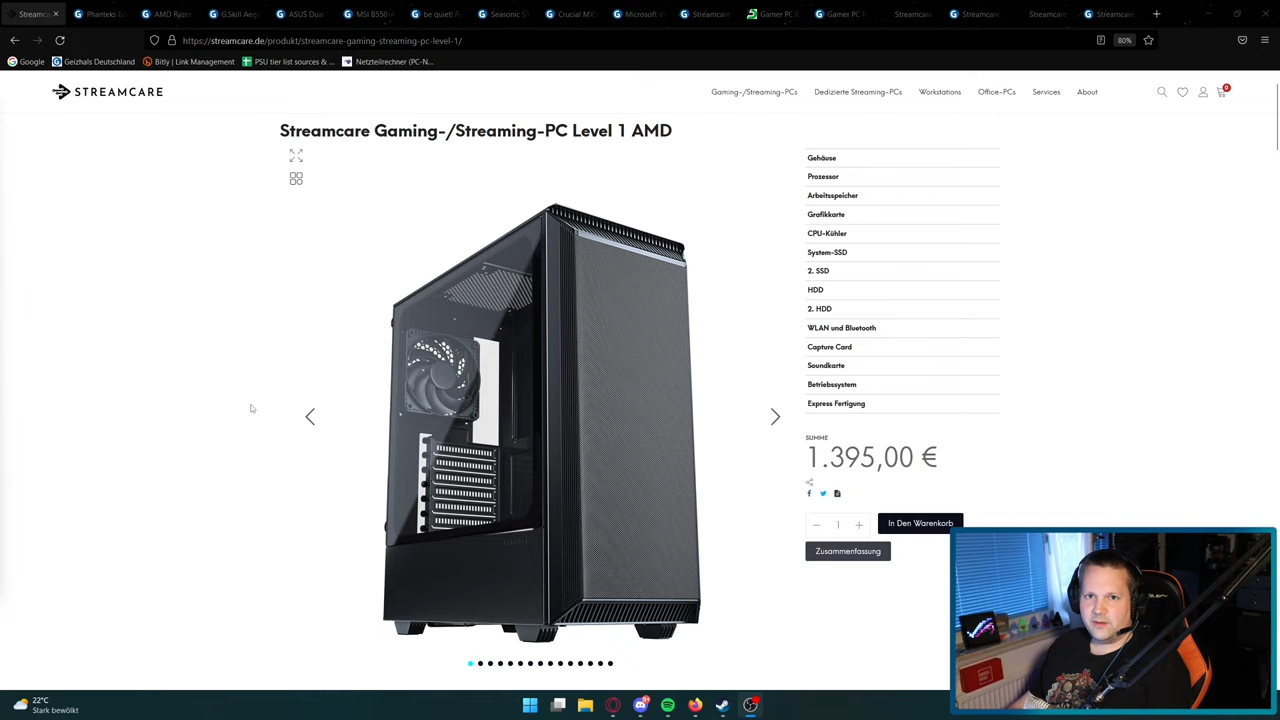 Streamcare
Phanteks Ec
AMD Ryzen
G.Skill Aegi
ASUS Dual
MSI B550-A
be quiet! P
Seasonic S
Crucial MX
Microsoft W
Streamcare
Gamer PC
Gamer PC
Streamcare
Streamcare
Streamcare
Streamcare
https://streamcare.de/produkt/streamcare-gaming-streaming-pc-level-1/
80%
Google
Geizhals Deutschland
Bitly | Link Management
PSU tier list sources & ...
Netzteilrechner (PC-N...
STREAMCARE
Gaming-/Streaming-PCs
Dedizierte Streaming-PCs
Workstations
Office-PCs
Services
About
0
Streamcare Gaming-/Streaming-PC Level 1 AMD
Gehäuse
Prozessor
Arbeitsspeicher
Grafikkarte
CPU-Kühler
System-SSD
2. SSD
HDD
2. HDD
WLAN und Bluetooth
Capture Card
Soundkarte
Betriebssystem
Express Fertigung
SUMME
1.395,00 €
1
In Den Warenkorb
Zusammenfassung
22°C
Stark bewölkt